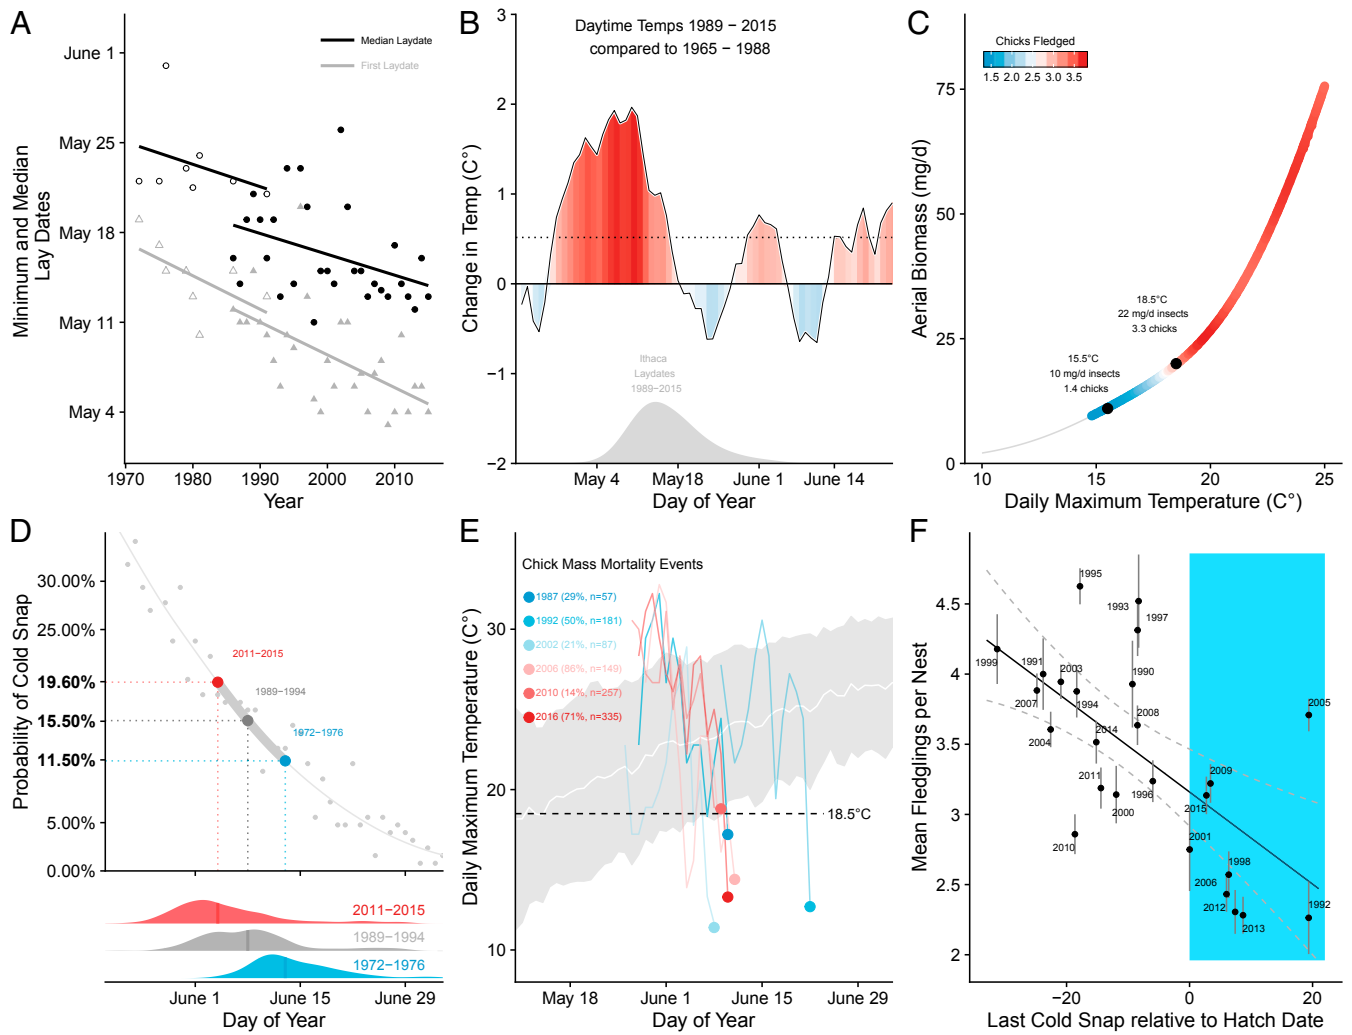 A
June 1
May 25
May 18
May 11
May 4
Minimum and Median
Lay Dates
Median Laydate
First Laydate
1970
1980
1990
2000
2010
Year
B
Daytime Temps 1989 − 2015
compared to 1965 − 1988
3
2
1
0
−1
−2
Change in Temp (C°)
Ithaca
Laydates
1989−2015
May 4
May18
June 1
June 14
Day of Year
C
Chicks Fledged
1.5 2.0 2.5 3.0 3.5
75
50
25
0
Aerial Biomass (mg/d)
18.5°C
22 mg/d insects
3.3 chicks
15.5°C
10 mg/d insects
1.4 chicks
10
15
20
25
Daily Maximum Temperature (C°)
D
30.00%
25.00%
19.60%
15.50%
11.50%
5.00%
0.00%
Probability of Cold Snap
2011−2015
1989−1994
1972−1976
2011−2015
1989−1994
1972−1976
June 1
June 15
June 29
Day of Year
E
Chick Mass Mortality Events
1987 (29%, n=57)
1992 (50%, n=181)
2002 (21%, n=87)
2006 (86%, n=149)
2010 (14%, n=257)
2016 (71%, n=335)
30
20
10
Daily Maximum Temperature (C°)
18.5°C
May 18
June 1
June 15
June 29
Day of Year
F
4.5
4
3.5
3
2.5
2
Mean Fledglings per Nest
1995
1993
1997
1999
1991
2003
1990
2007
1994
2005
2008
2004
2014
2011
2009
1996
2015
2000
2010
2001
1998
2006
2012
1992
2013
−20
0
20
Last Cold Snap relative to Hatch Date